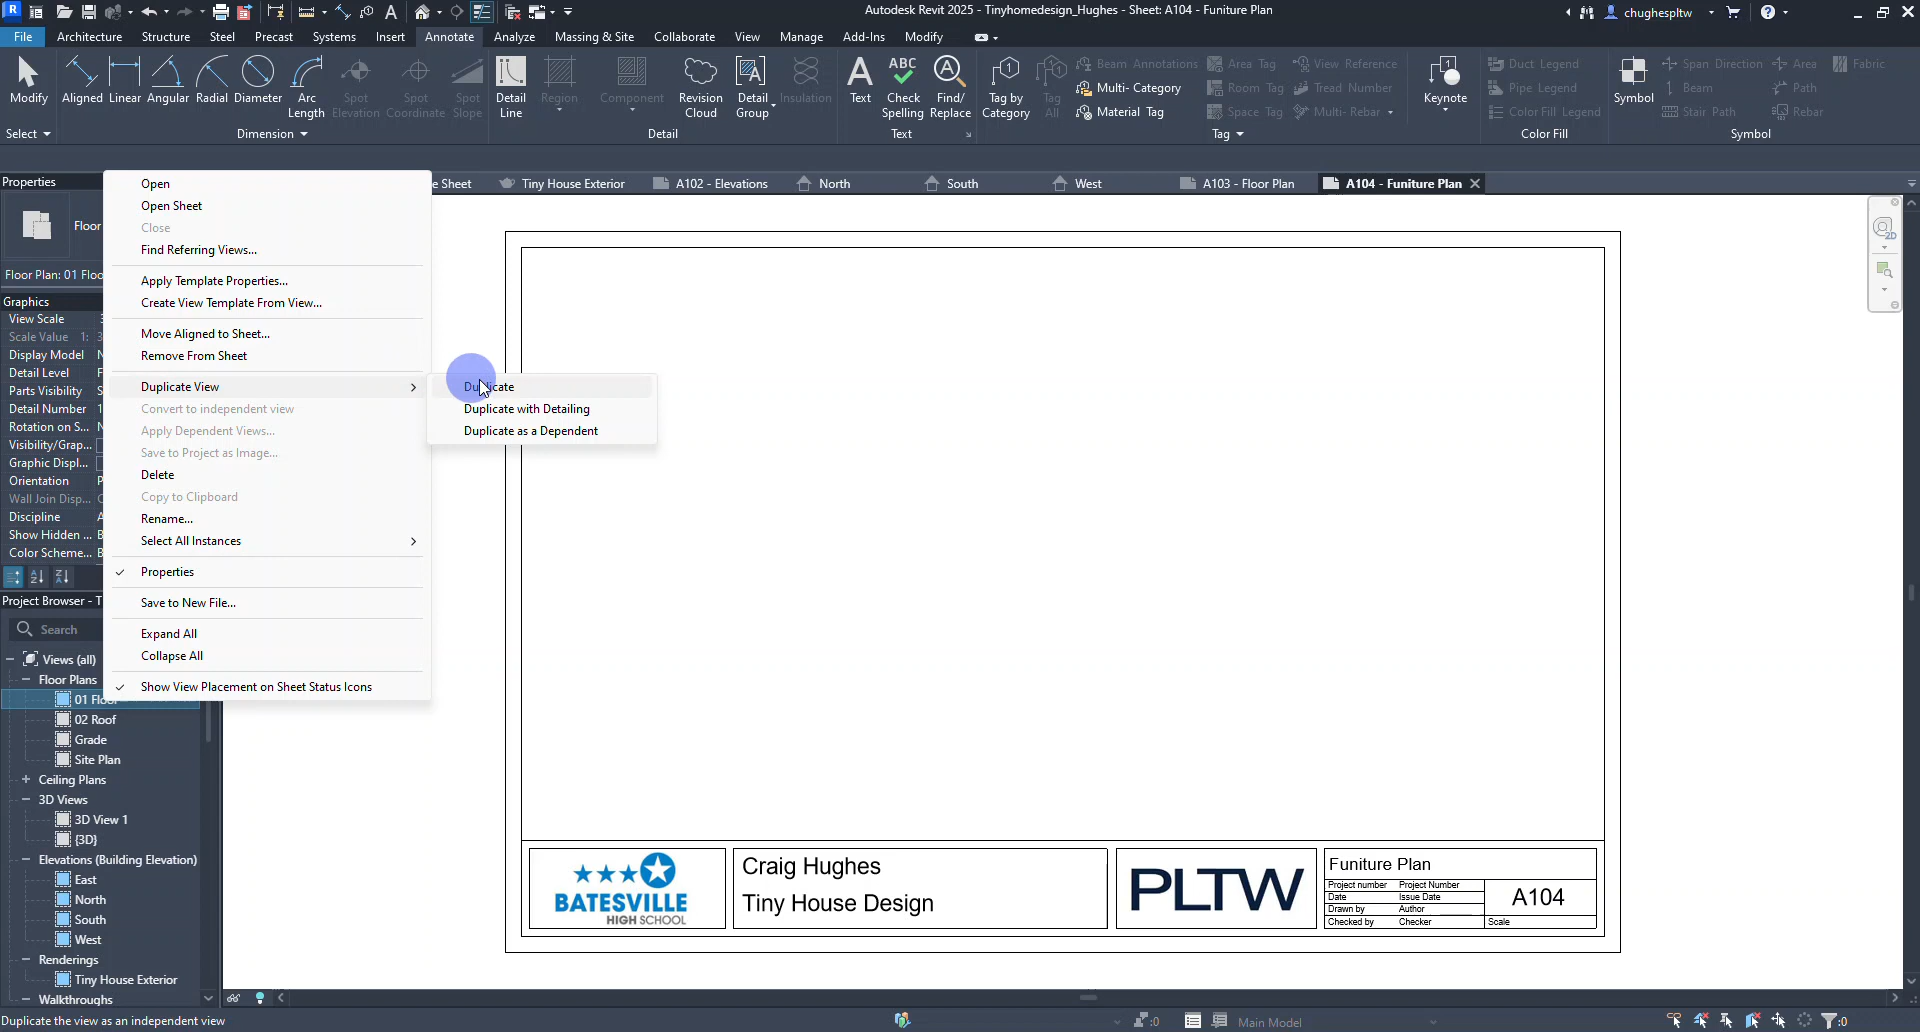 Autodesk Revit 2025 - Tinyhomedesign_Hughes - Sheet: A104 - Funiture Plan
chughespltw
File Architecture Structure Steel Precast Systems Insert Annotate Analyze Massing & Site Collaborate View Manage Add-Ins Modify
Modify
Select
Aligned Linear Angular Radial Diameter Arc Length Spot Elevation Spot Coordinate Spot Slope
Dimension
Detail Line Region Component Revision Cloud Detail Group Insulation
Detail
Text Check Spelling Find/ Replace
Text
Tag by Category Tag All Beam Annotations Multi- Category Material Tag Area Tag Room Tag Space Tag View Reference Tread Number Multi- Rebar
Tag
Keynote
Duct Legend
Pipe Legend
Color Fill Legend
Color Fill
Symbol Span Direction Beam Stair Path Area Path Rebar Fabric
Symbol
e Sheet Tiny House Exterior A102 - Elevations North South West A103 - Floor Plan A104 - Funiture Plan
Properties
Floor
Floor Plan: 01 Floo
Graphics
View Scale
Scale Value 1:
Display Model
Detail Level
Parts Visibility
Detail Number 1
Rotation on S...
Visibility/Grap...
Graphic Displ...
Orientation
Wall Join Disp...
Discipline
Show Hidden ...
Color Scheme...
Open
Open Sheet
Close
Find Referring Views...
Apply Template Properties...
Create View Template From View...
Move Aligned to Sheet...
Remove From Sheet
Duplicate View
Convert to independent view
Apply Dependent Views...
Save to Project as Image...
Delete
Copy to Clipboard
Rename...
Select All Instances
Properties
Save to New File...
Expand All
Collapse All
Show View Placement on Sheet Status Icons
Duplicate
Duplicate with Detailing
Duplicate as a Dependent
Project Browser - T
Search
Views (all)
Floor Plans
01 Floor
02 Roof
Grade
Site Plan
Ceiling Plans
3D Views
3D View 1
{3D}
Elevations (Building Elevation)
East
North
South
West
Renderings
Tiny House Exterior
Walkthroughs
BATESVILLE
HIGH SCHOOL
Craig Hughes
Tiny House Design
PLTW
Funiture Plan
Project number Project Number
Date Issue Date
Drawn by Author
Checked by Checker
A104
Scale
Duplicate the view as an independent view
:0
Main Model
:0